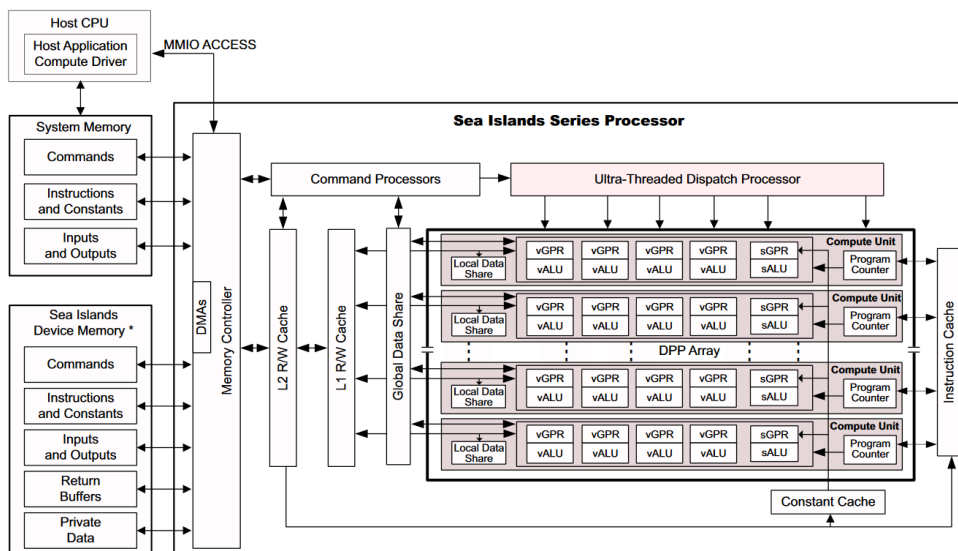 Host CPU
Host Application
Compute Driver
MMIO ACCESS
System Memory
Commands
Instructions
and Constants
Inputs
and Outputs
Sea Islands
Device Memory *
Commands
Instructions
and Constants
Inputs
and Outputs
Return
Buffers
Private
Data
Sea Islands Series Processor
DMAs
Memory Controller
Command Processors
Ultra-Threaded Dispatch Processor
L2 R/W Cache
L1 R/W Cache
Global Data Share
Compute Unit
Local Data
Share
vGPR vGPR vGPR vGPR sGPR
vALU vALU vALU vALU sALU
Program
Counter
Compute Unit
Local Data
Share
vGPR vGPR vGPR vGPR sGPR
vALU vALU vALU vALU sALU
Program
Counter
DPP Array
Compute Unit
Local Data
Share
vGPR vGPR vGPR vGPR sGPR
vALU vALU vALU vALU sALU
Program
Counter
Compute Unit
Local Data
Share
vGPR vGPR vGPR vGPR sGPR
vALU vALU vALU vALU sALU
Program
Counter
Instruction Cache
Constant Cache